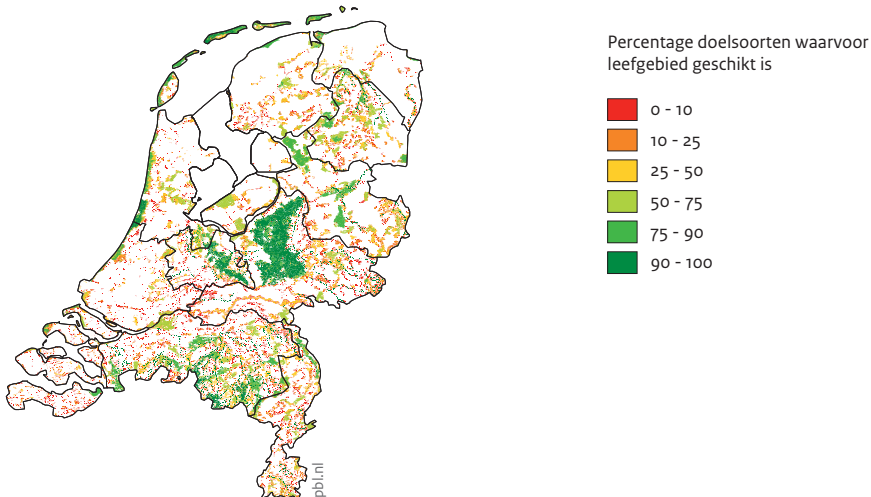 Percentage doelsoorten waarvoor
leefgebied geschikt is
0 - 10
10 - 25
25 - 50
50 - 75
75 - 90
90 - 100
pbl.nl